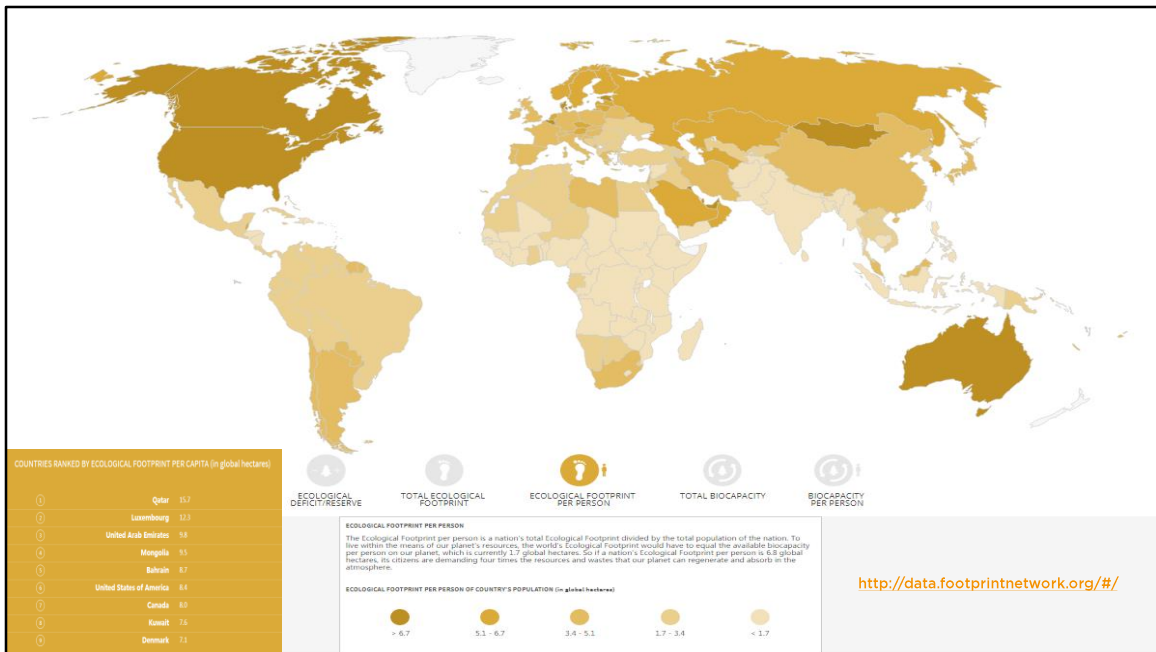 COUNTRIES RANKED BY ECOLOGICAL FOOTPRINT PER CAPITA (in global hectares)
1 Qatar 15.7
2 Luxembourg 12.3
3 United Arab Emirates 9.8
4 Mongolia 9.5
5 Bahrain 8.7
6 United States of America 8.4
7 Canada 8.0
8 Kuwait 7.6
9 Denmark 7.1
ECOLOGICAL
DEFICIT/RESERVE
TOTAL ECOLOGICAL
FOOTPRINT
ECOLOGICAL FOOTPRINT
PER PERSON
TOTAL BIOCAPACITY
BIOCAPACITY
PER PERSON
ECOLOGICAL FOOTPRINT PER PERSON
The Ecological Footprint per person is a nation's total Ecological Footprint divided by the total population of the nation. To
live within the means of our planet's resources, the world's Ecological Footprint would have to equal the available biocapacity
per person on our planet, which is currently 1.7 global hectares. So if a nation's Ecological Footprint per person is 6.8 global
hectares, its citizens are demanding four times the resources and wastes that our planet can regenerate and absorb in the
atmosphere.
ECOLOGICAL FOOTPRINT PER PERSON OF COUNTRY'S POPULATION (in global hectares)
> 6.7 5.1 - 6.7 3.4 - 5.1 1.7 - 3.4 < 1.7
http://data.footprintnetwork.org/#/